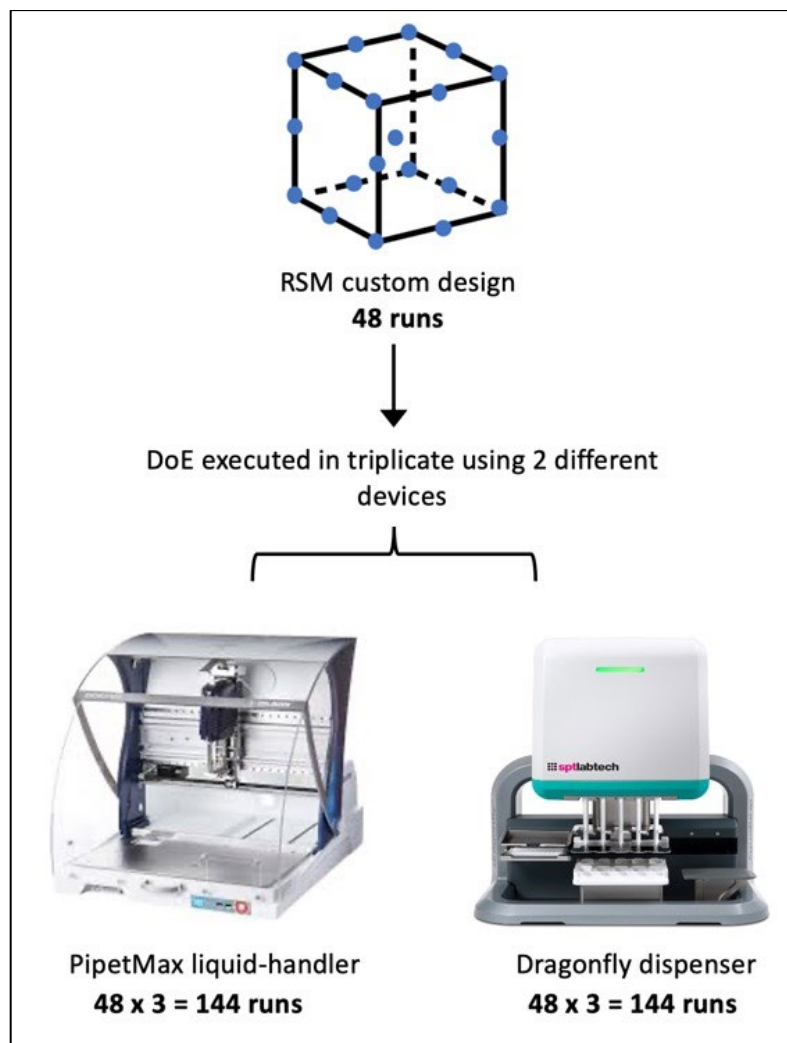 RSM custom design
48 runs
DoE executed in triplicate using 2 different
devices
sptlabtech
PipetMax liquid-handler
Dragonfly dispenser
48 x 3 = 144 runs
48 x 3 = 144 runs